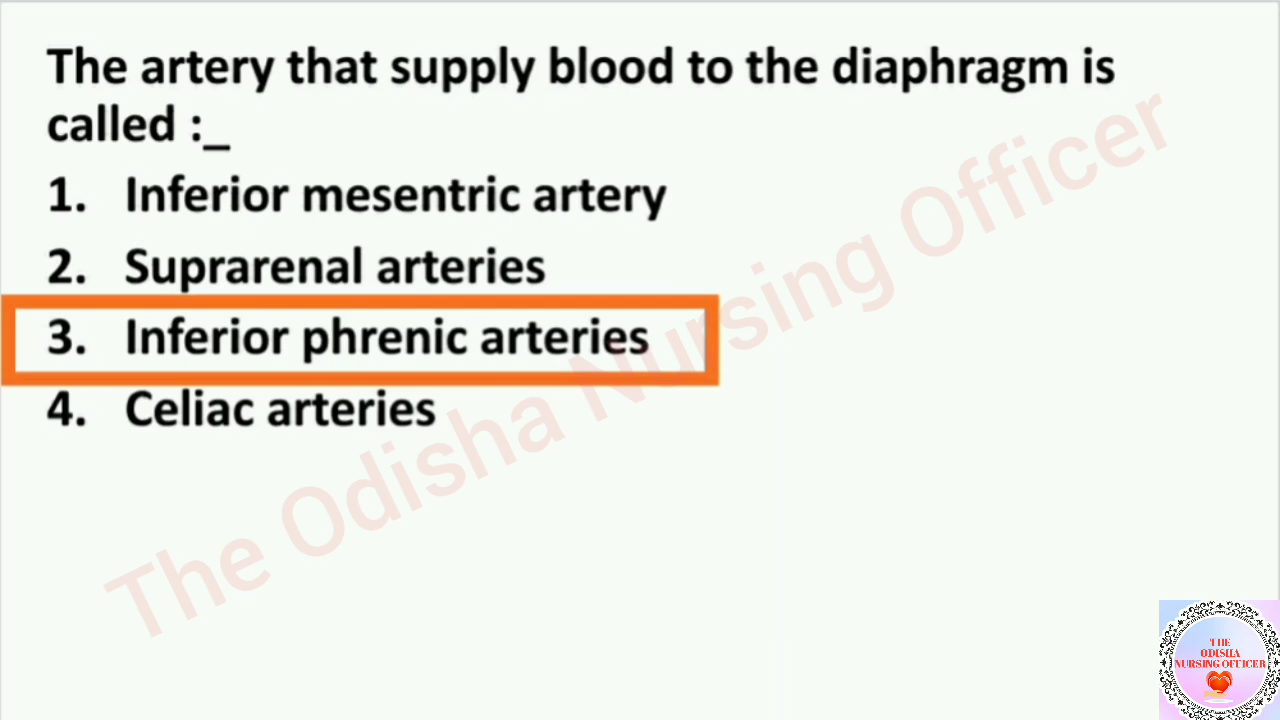 The artery that supply blood to the diaphragm is
called :_
1. Inferior mesentric artery
2. Suprarenal arteries
3. Inferior phrenic arteries
4. Celiac arteries
The Odisha Nursing Officer
THE
ODISHA
NURSING OFFICER